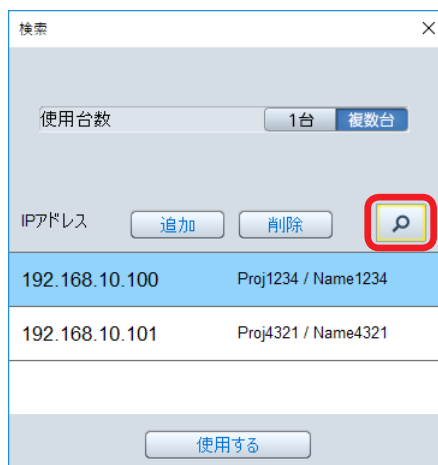 検索
使用台数 1台 複数台
IPアドレス 追加 削除
192.168.10.100 Proj1234 / Name1234
192.168.10.101 Proj4321 / Name4321
使用する